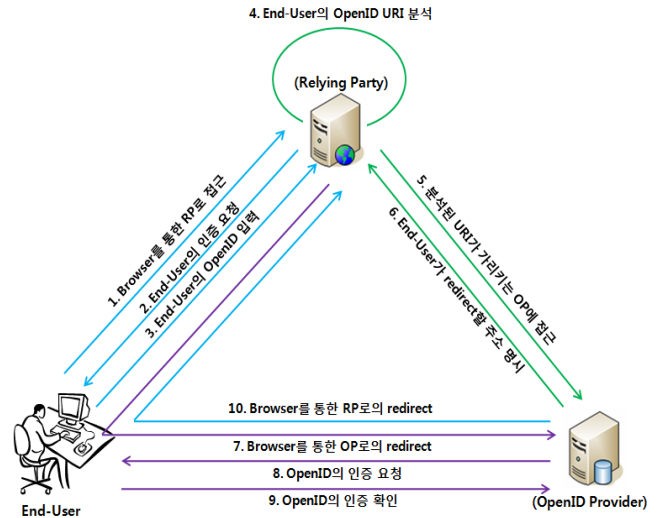 4. End-User의 OpenID URI 분석
(Relying Party)
1. Browser를 통한 RP로 접근
2. End-User의 인증 요청
3. End-User의 OpenID 입력
5. 분석된 URI가 가리키는 OP에 접근
6. End-User가 redirect할 주소 명시
10. Browser를 통한 RP로의 redirect
7. Browser를 통한 OP로의 redirect
8. OpenID의 인증 요청
9. OpenID의 인증 확인
End-User
(OpenID Provider)